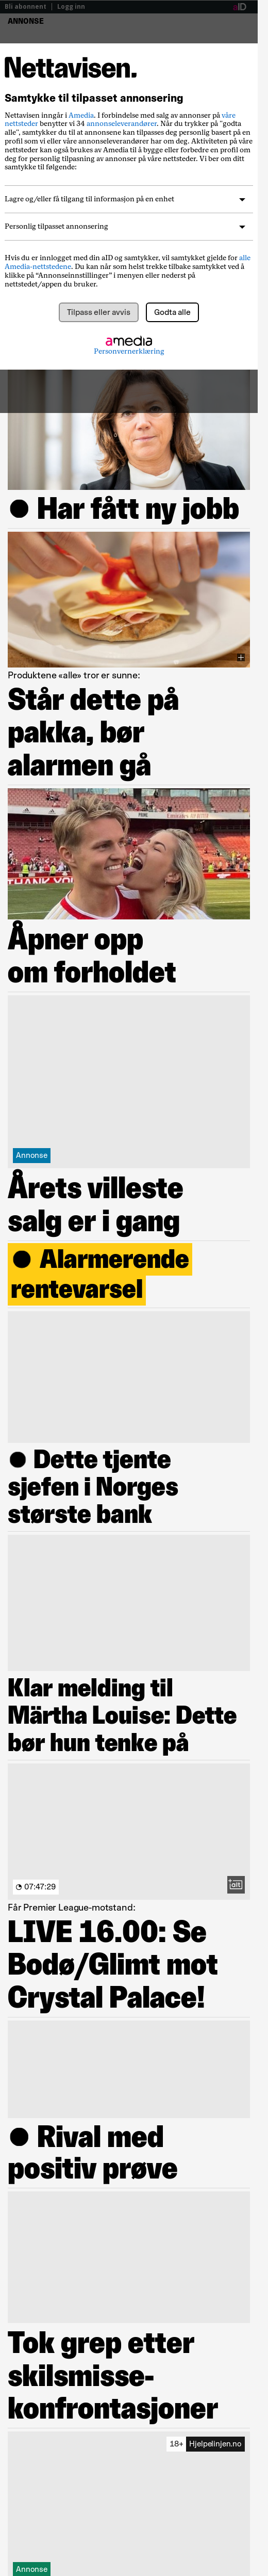 Bli abonnent | Logg inn
ANNONSE
Nettavisen.
Samtykke til tilpasset annonsering
Nettavisen inngår i Amedia. I forbindelse med salg av annonser på våre
nettsteder benytter vi 34 annonseleverandører. Når du trykker på "godta
alle", samtykker du til at annonsene kan tilpasses deg personlig basert på en
profil som vi eller våre annonseleverandører har om deg. Aktiviteten på våre
nettsteder kan også brukes av Amedia til å bygge eller forbedre en profil om
deg for personlig tilpasning av annonser på våre nettsteder. Vi ber om ditt
samtykke til følgende:
Lagre og/eller få tilgang til informasjon på en enhet
Personlig tilpasset annonsering
Hvis du er innlogget med din aID og samtykker, vil samtykket gjelde for alle
Amedia-nettstedene. Du kan når som helst trekke tilbake samtykket ved å
klikke på “Annonseinnstillinger” i menyen eller nederst på
nettstedet/appen du bruker.
Tilpass eller avvis
Godta alle
amedia
Personvernerklæring
Har fått ny jobb
Produktene «alle» tror er sunne:
Står dette på
pakka, bør
alarmen gå
Åpner opp
om forholdet
Annonse
Årets villeste
salg er i gang
Alarmerende
rentevarsel
Dette tjente
sjefen i Norges
største bank
Klar melding til
Märtha Louise: Dette
bør hun tenke på
07:47:29
alt
Får Premier League-motstand:
LIVE 16.00: Se
Bodø/Glimt mot
Crystal Palace!
Rival med
positiv prøve
Tok grep etter
skilsmisse-
konfrontasjoner
18+ Hjelpelinjen.no
Annonse